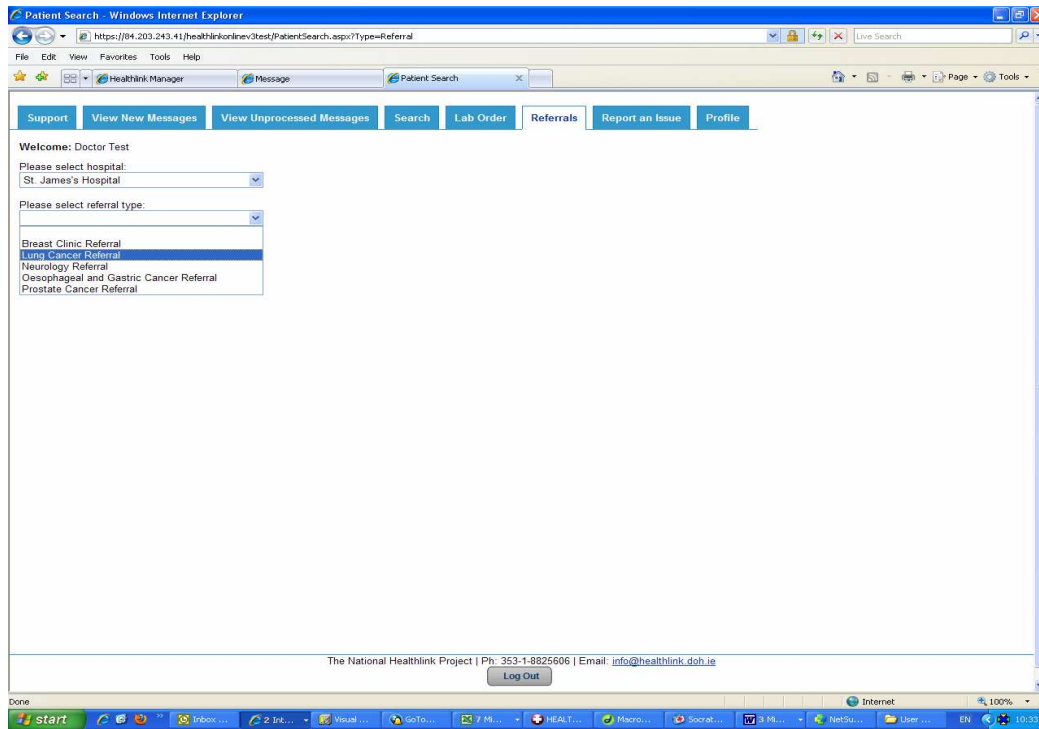 Patient Search - Windows Internet Explorer
https://84.203.243.41/healthlinkonlinev3test/PatientSearch.aspx?Type=Referral
Live Search
File Edit View Favorites Tools Help
Healthlink Manager Message Patient Search Page Tools
Support View New Messages View Unprocessed Messages Search Lab Order Referrals Report an Issue Profile
Welcome: Doctor Test
Please select hospital:
St. James's Hospital
Please select referral type:
Breast Clinic Referral
Lung Cancer Referral
Neurology Referral
Oesophageal and Gastric Cancer Referral
Prostate Cancer Referral
The National Healthlink Project | Ph: 353-1-8825606 | Email: info@healthlink.doh.ie
Log Out
Done Internet 100%
start Inbox ... 2 Int... Visual ... GoTo... 7 Mi... HEALT... Macro... Socrat... 3 Mi... NetSu... User ... EN 10:33